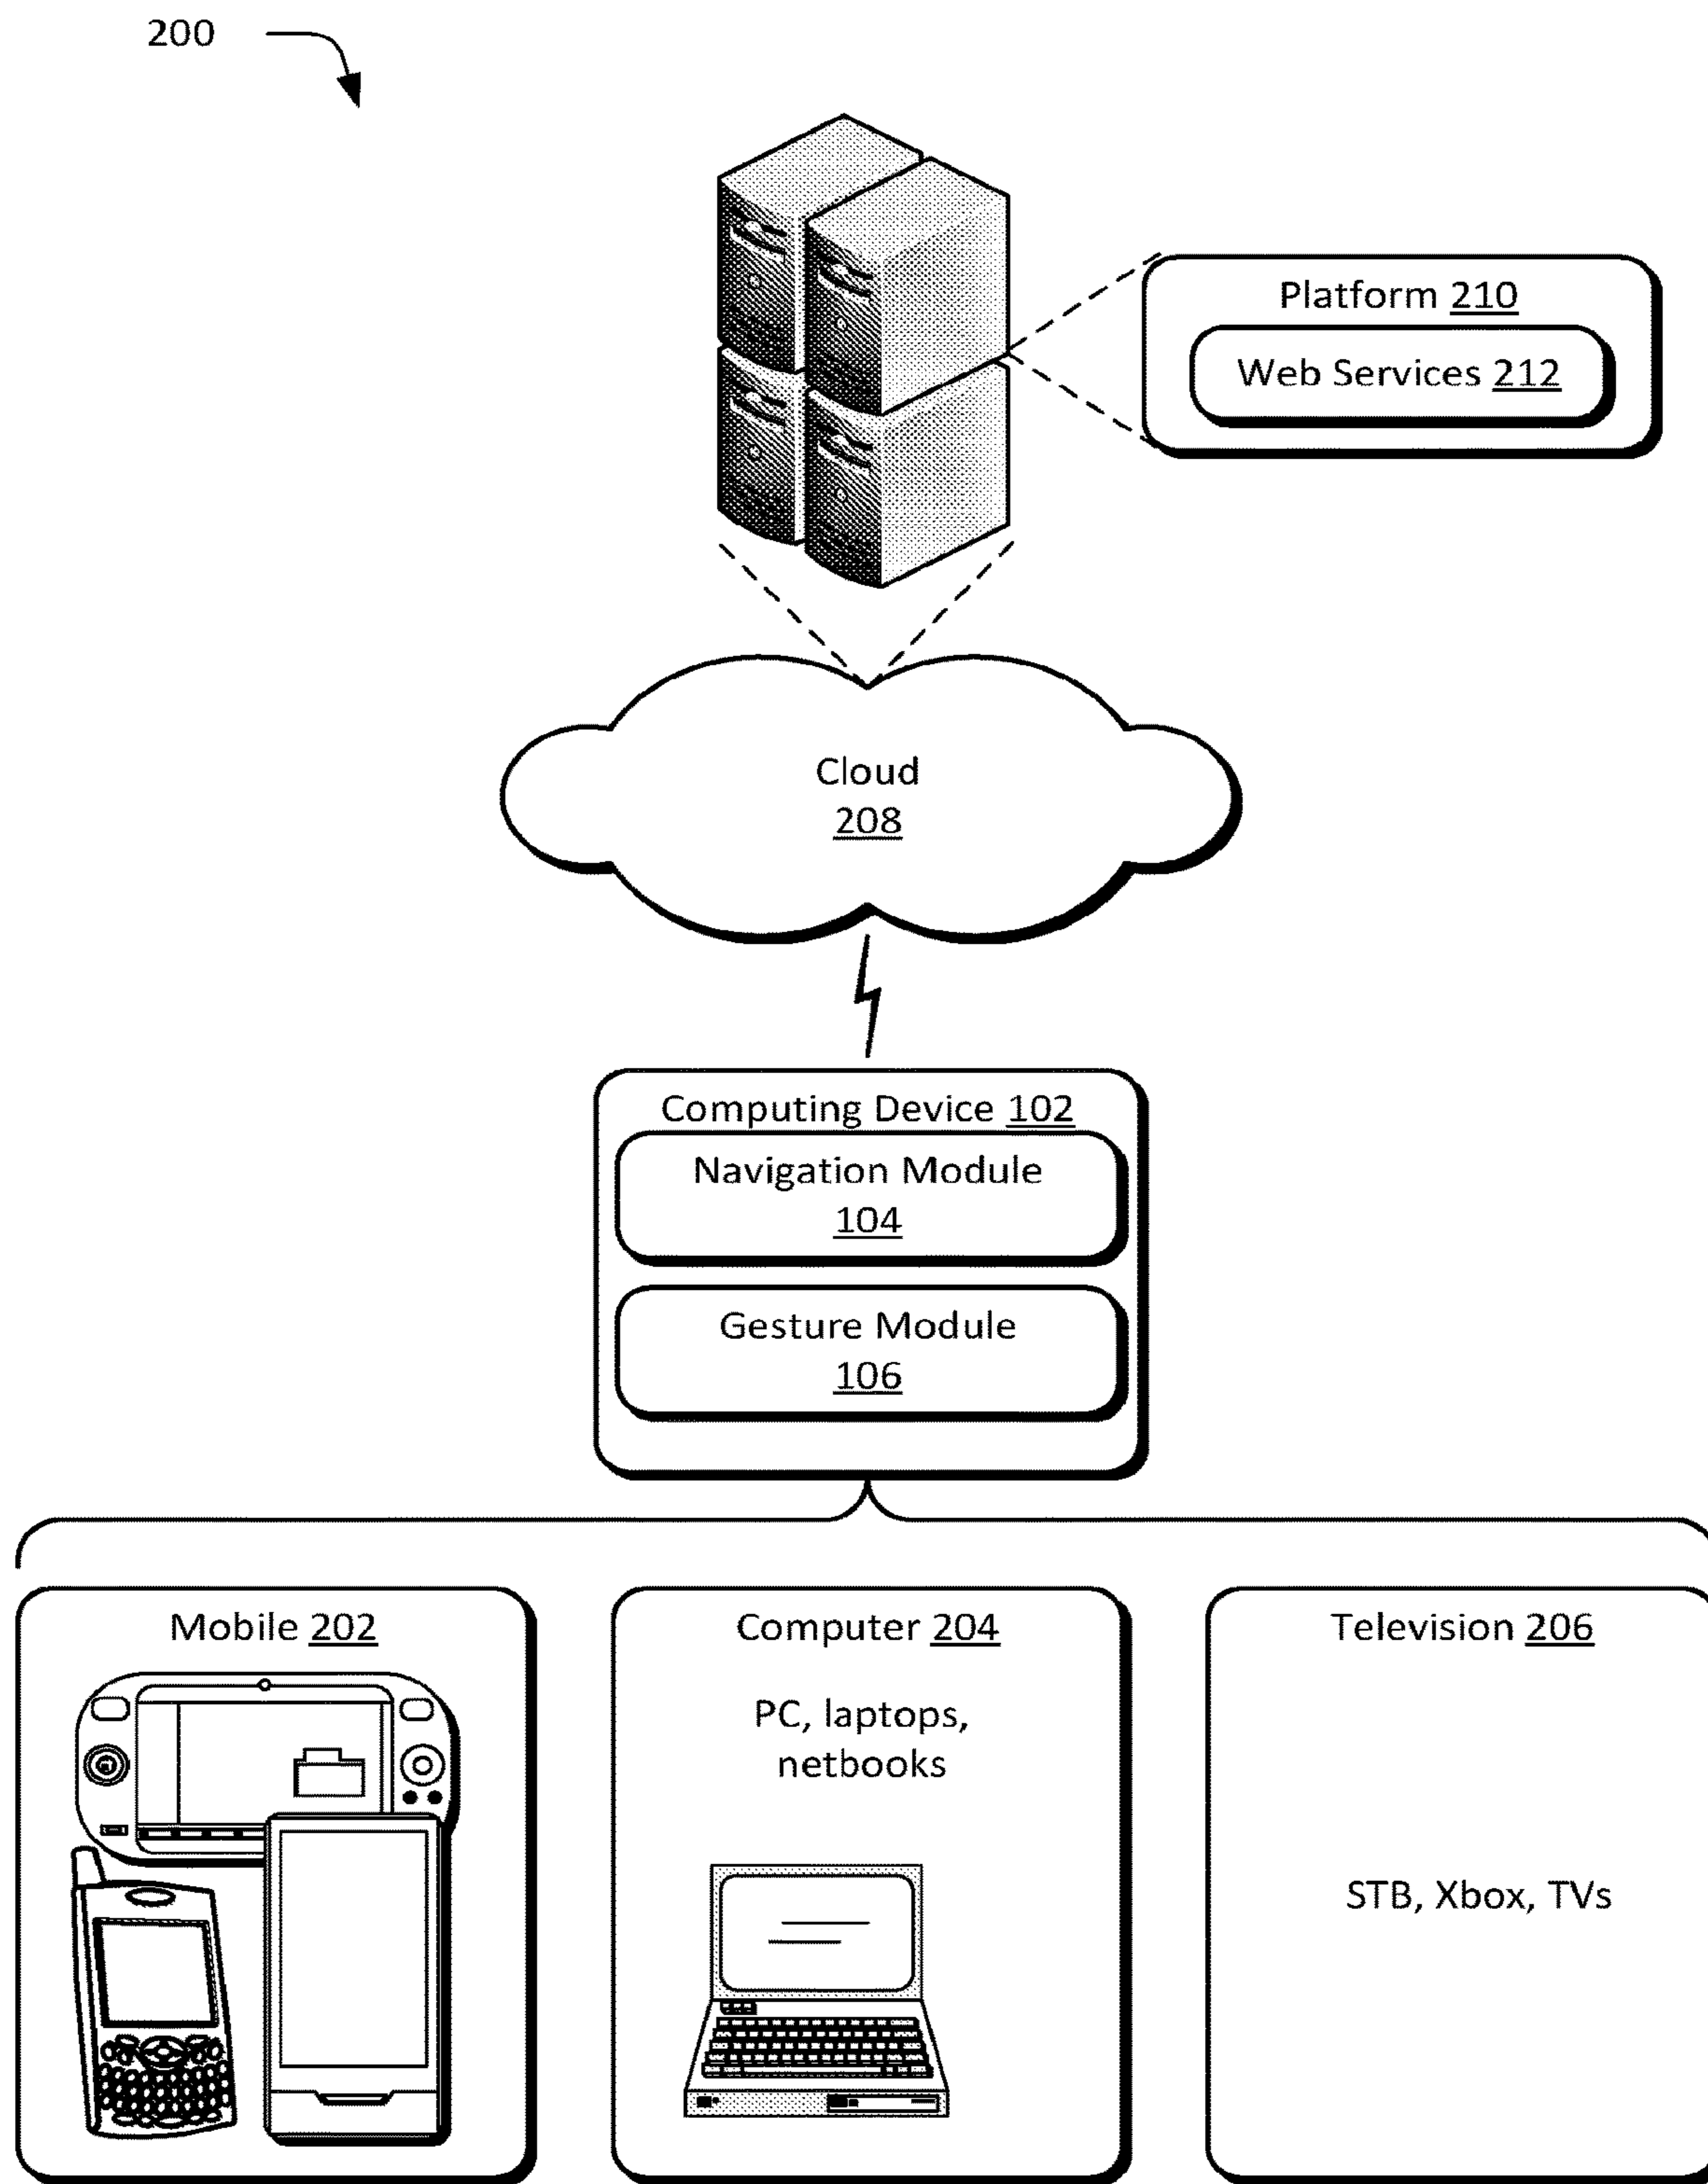 200
Platform 210
Web Services 212
Cloud
208
Computing Device 102
Navigation Module
104
Gesture Module
106
Mobile 202
Computer 204
PC, laptops,
netbooks
Television 206
STB, Xbox, TVs